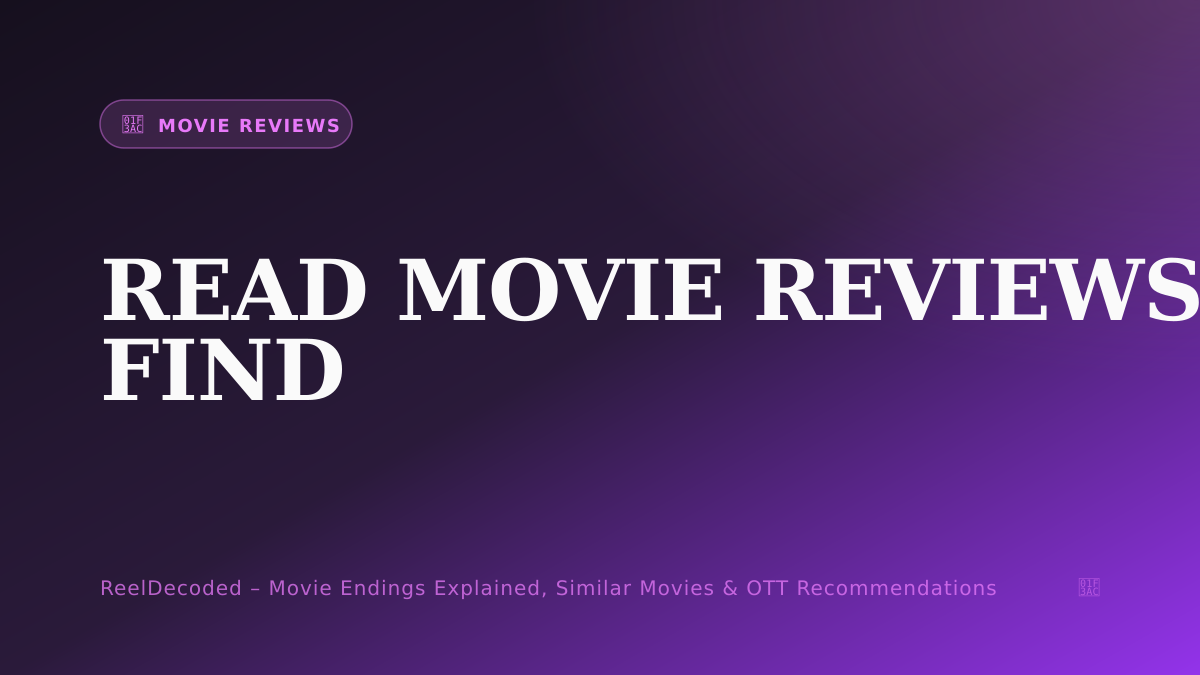 MOVIE REVIEWS
READ MOVIE REVIEWS
FIND
ReelDecoded – Movie Endings Explained, Similar Movies & OTT Recommendations